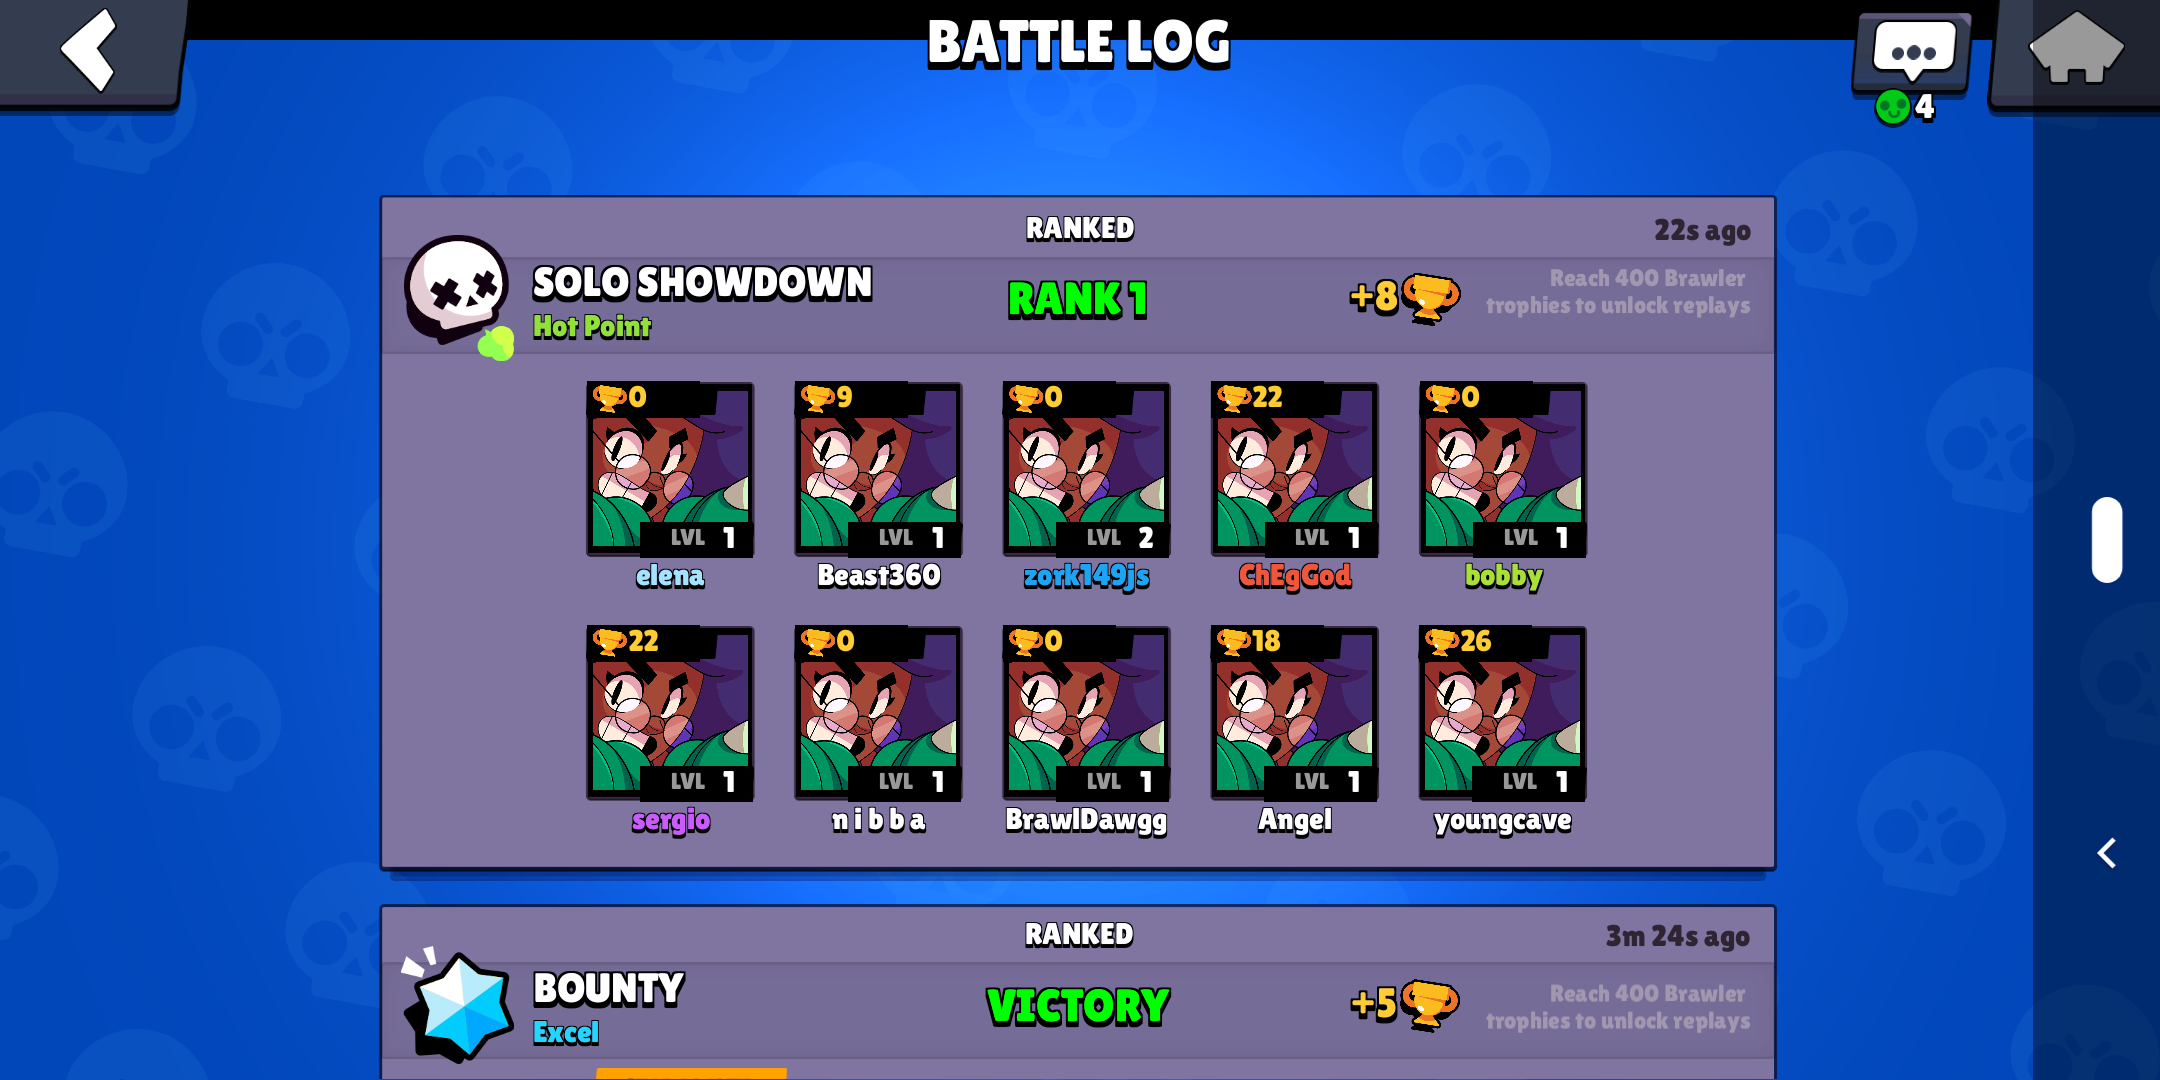 BATTLE LOG
4
RANKED
22s ago
SOLO SHOWDOWN
Hot Point
RANK 1
+8
Reach 400 Brawler
trophies to unlock replays
0
9
0
22
0
LVL 1
LVL 1
LVL 2
LVL 1
LVL 1
elena
Beast360
zork149js
ChEgGod
bobby
22
0
0
18
26
LVL 1
LVL 1
LVL 1
LVL 1
LVL 1
sergio
n i b b a
BrawlDawgg
Angel
youngcave
RANKED
3m 24s ago
BOUNTY
Excel
VICTORY
+5
Reach 400 Brawler
trophies to unlock replays